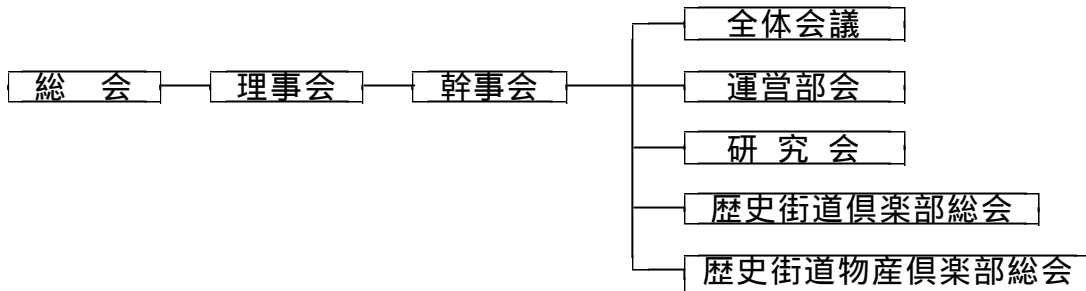 総　会
理事会
幹事会
全体会議
運営部会
研 究 会
歴史街道倶楽部総会
歴史街道物産倶楽部総会